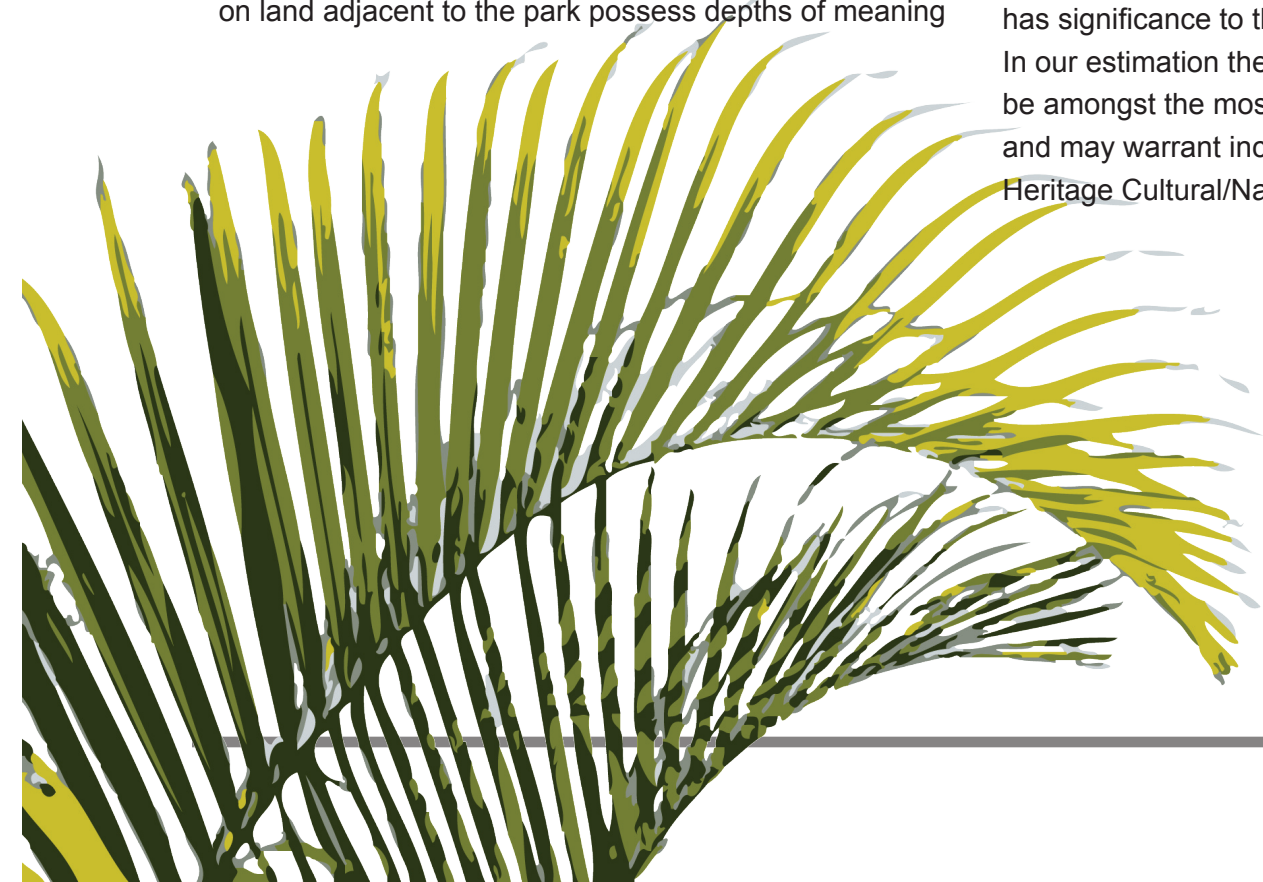 on land adjacent to the park possess depths of meaning
has significance to
In our estimation the
be amongst the mos
and may warrant inc
Heritage Cultural/Na